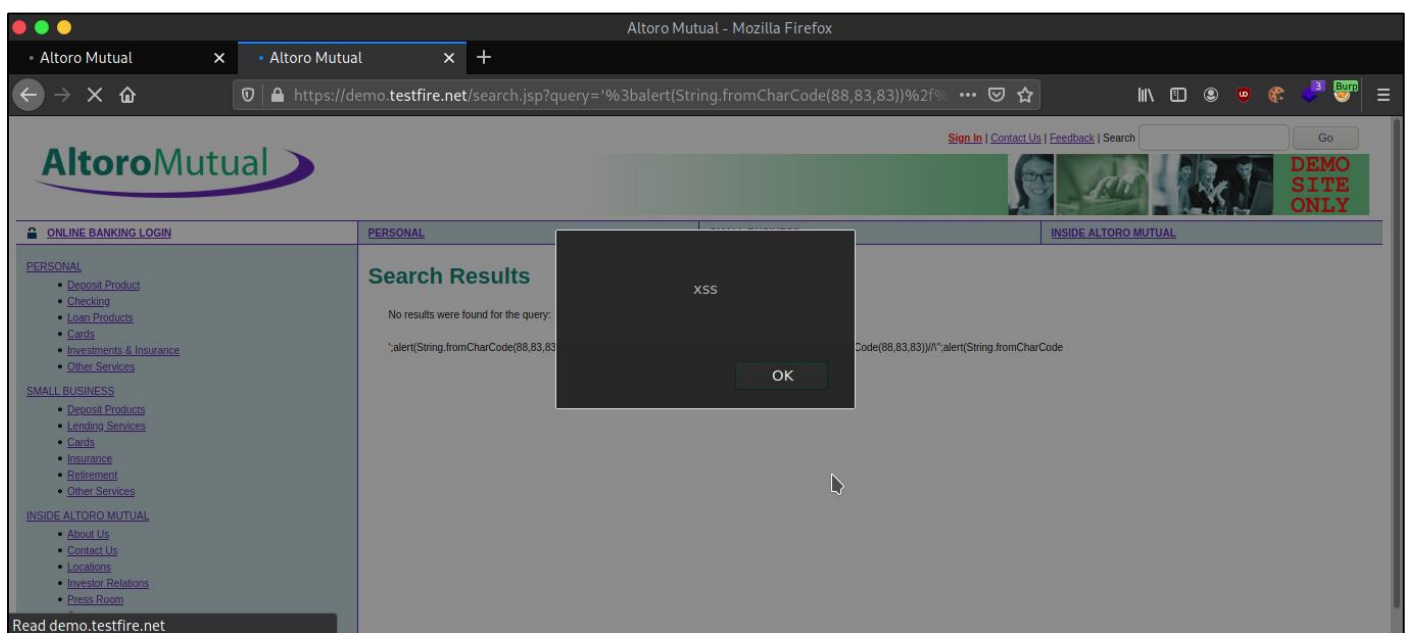 Altoro Mutual - Mozilla Firefox
Altoro Mutual
Altoro Mutual
https://demo.testfire.net/search.jsp?query='%3balert(String.fromCharCode(88,83,83))%2f%
3
Burp
Sign In | Contact Us | Feedback | Search
Go
AltoroMutual
DEMO
SITE
ONLY
ONLINE BANKING LOGIN
PERSONAL
INSIDE ALTORO MUTUAL
PERSONAL
Deposit Product
Checking
Loan Products
Cards
Investments & Insurance
Other Services
SMALL BUSINESS
Deposit Products
Lending Services
Cards
Insurance
Retirement
Other Services
INSIDE ALTORO MUTUAL
About Us
Contact Us
Locations
Investor Relations
Press Room
Search Results
No results were found for the query:
';alert(String.fromCharCode(88,83,83 Code(88,83,83))//\";alert(String.fromCharCode
xss
OK
Read demo.testfire.net